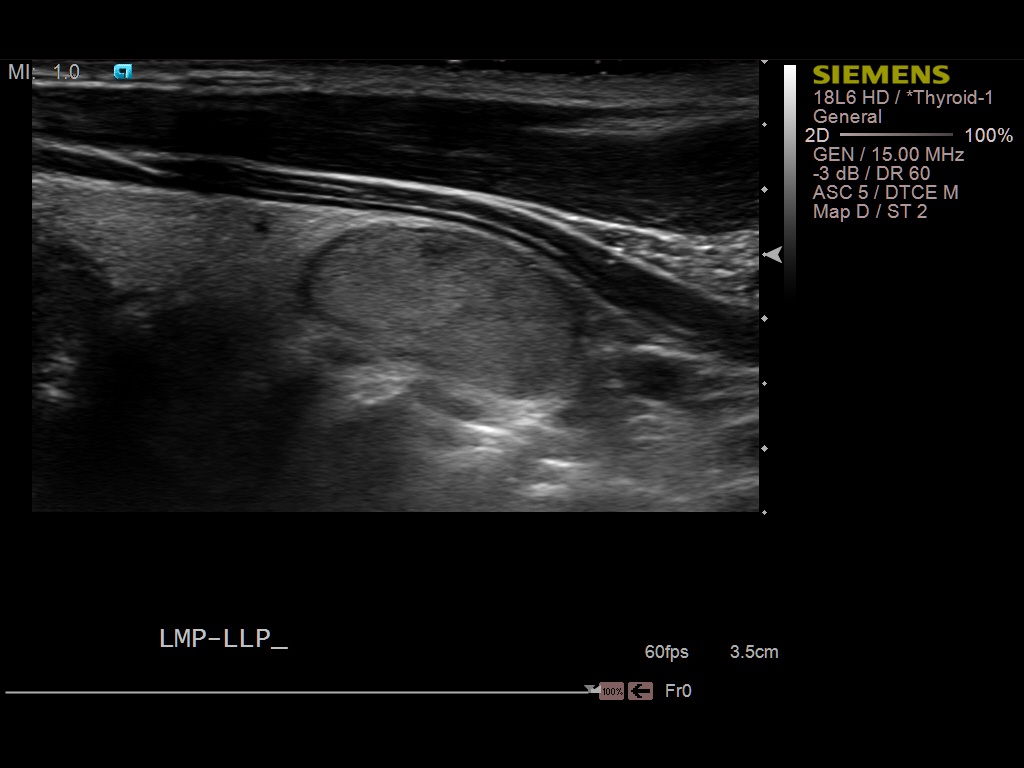 MI: 1.0
SIEMENS
18L6 HD / *Thyroid-1
General
2D 100%
GEN / 15.00 MHz
-3 dB / DR 60
ASC 5 / DTCE M
Map D / ST 2
LMP-LLP_
60fps 3.5cm
100% Fr0